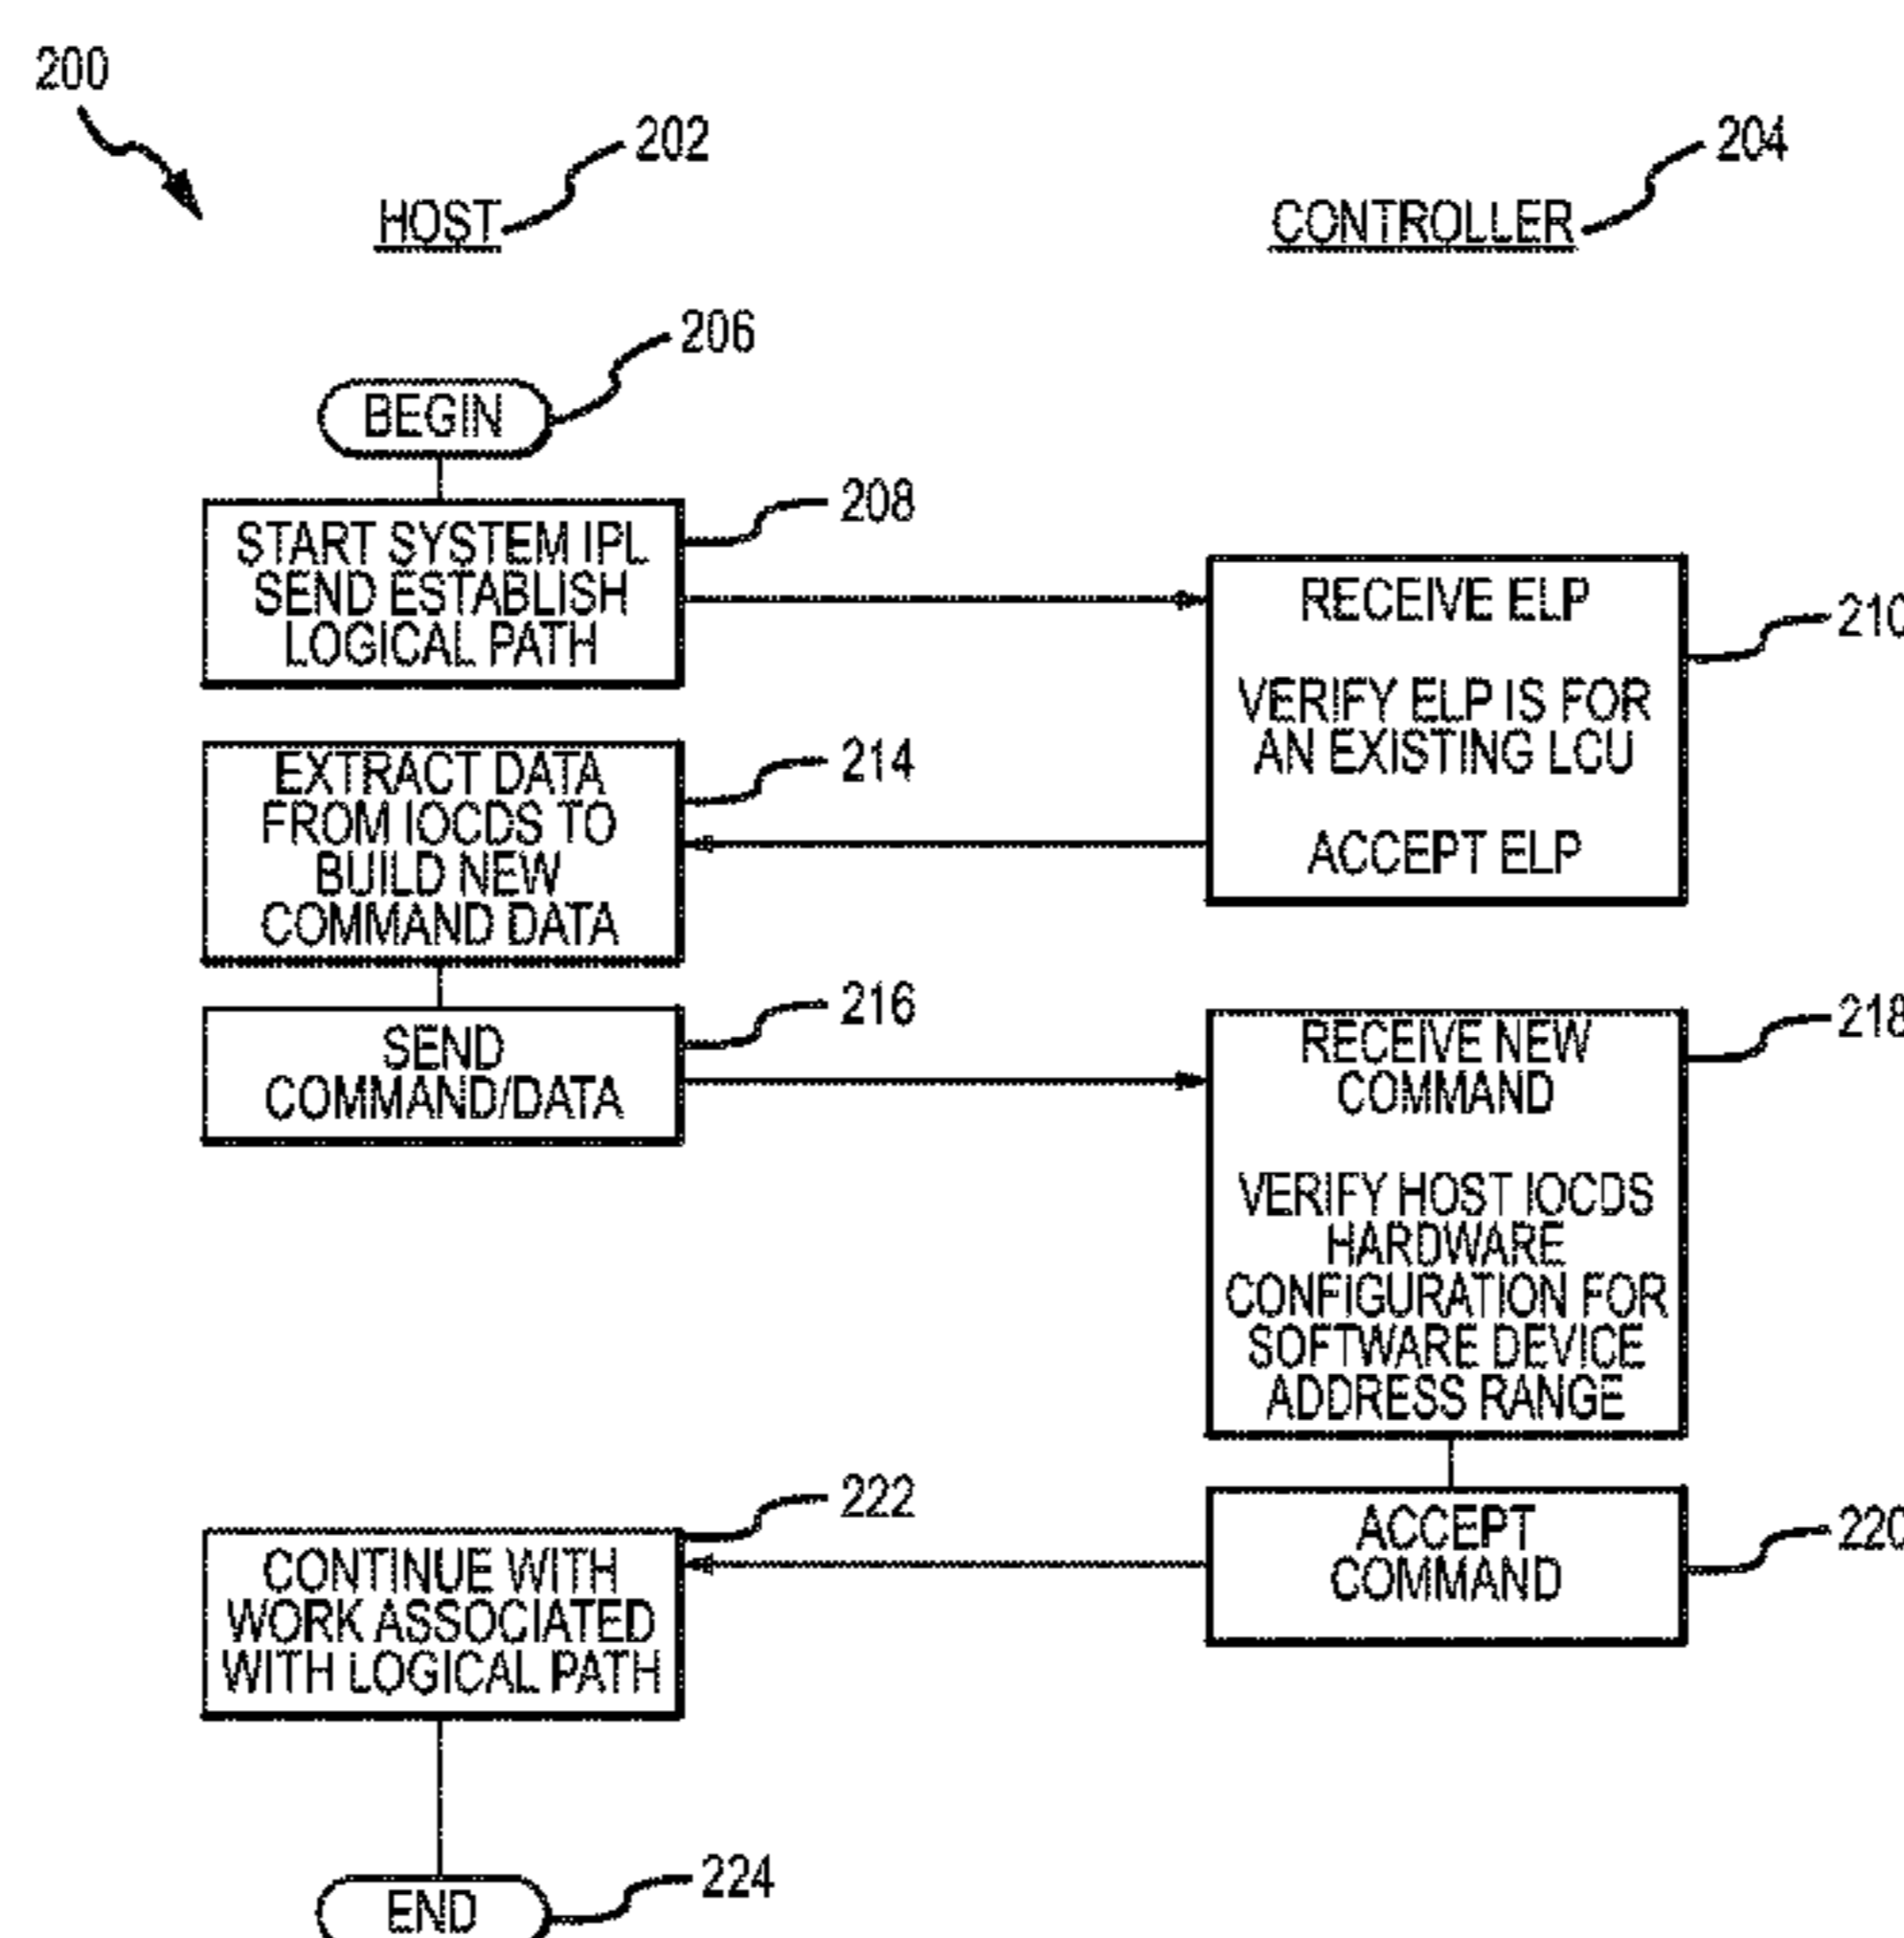 200
202
204
HOST
CONTROLLER
206
BEGIN
208
START SYSTEM IPL
SEND ESTABLISH
LOGICAL PATH
RECEIVE ELP
VERIFY ELP IS FOR
AN EXISTING LCU
ACCEPT ELP
210
214
EXTRACT DATA
FROM IOCDS TO
BUILD NEW
COMMAND DATA
216
SEND
COMMAND/DATA
218
RECEIVE NEW
COMMAND
VERIFY HOST IOCDS
HARDWARE
CONFIGURATION FOR
SOFTWARE DEVICE
ADDRESS RANGE
220
ACCEPT
COMMAND
222
CONTINUE WITH
WORK ASSOCIATED
WITH LOGICAL PATH
224
END